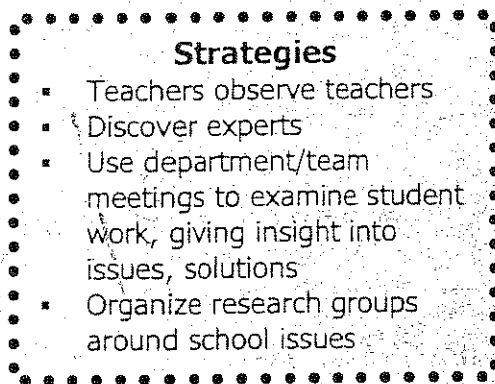 Strategies
▪ Teachers observe teachers
▪ Discover experts
▪ Use department/team
meetings to examine student
work, giving insight into
issues, solutions
▪ Organize research groups
around school issues